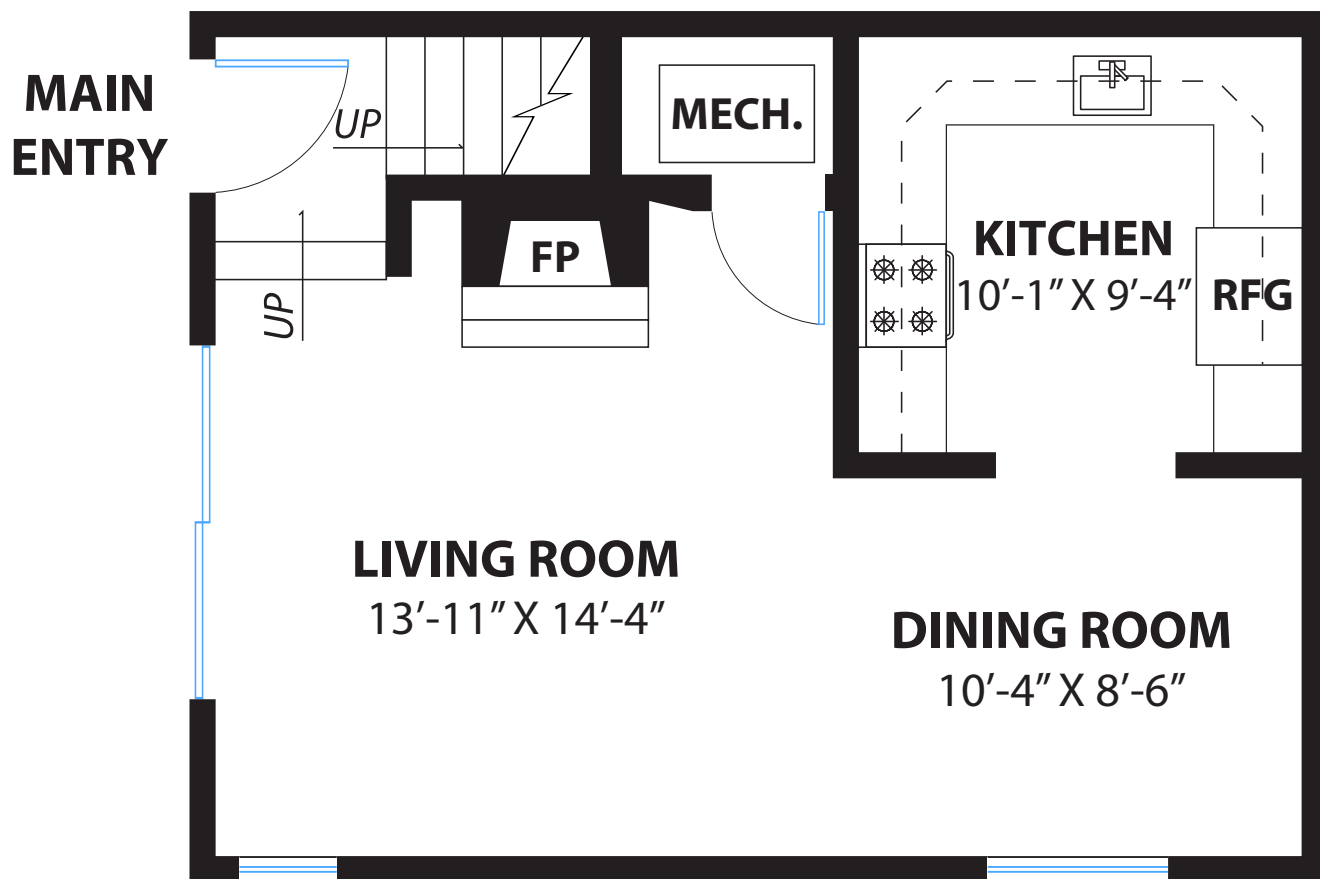 MAIN
ENTRY
UP
UP
MECH.
FP
KITCHEN
10’-1” X 9’-4”
RFG
LIVING ROOM
13’-11” X 14’-4”
DINING ROOM
10’-4” X 8’-6”